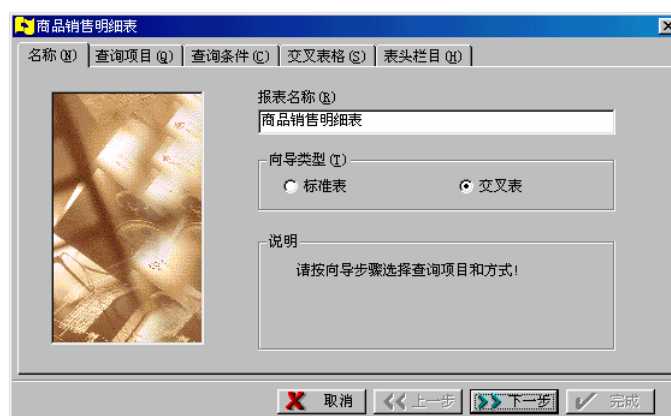 商品销售明细表
名称(N) 查询项目(Q) 查询条件(C) 交叉表格(S) 表头栏目(H)
报表名称(R)
商品销售明细表
向导类型(T)
标准表 交叉表
说明
请按向导步骤选择查询项目和方式!
取消 上一步 下一步 完成